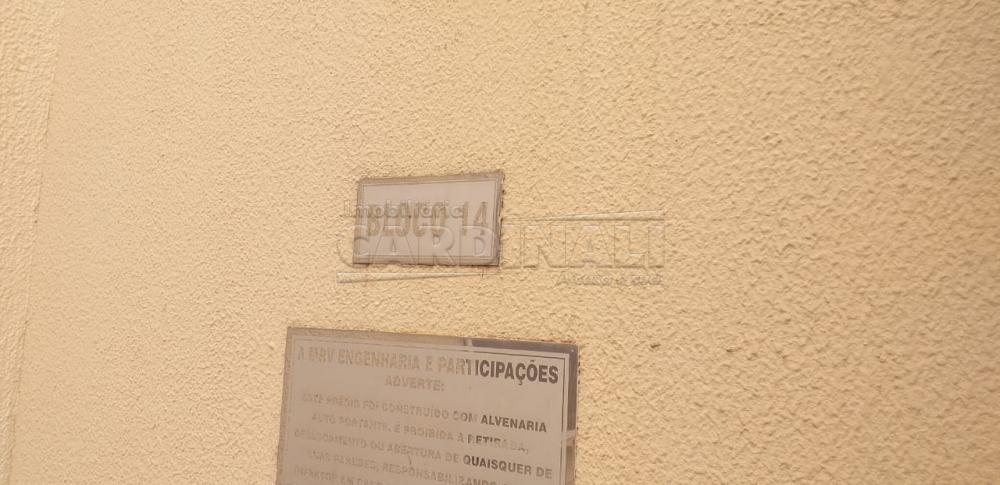 BLOCO 14
Imobiliária
CARDINALI
A MRV ENGENHARIA E PARTICIPAÇÕES
ADVERTE:
ESTE PRÉDIO FOI CONSTRUÍDO COM ALVENARIA
AUTO PORTANTE. É PROIBIDA A RETIRADA,
DESLOCAMENTO OU ABERTURA DE QUAISQUER DE
SUAS PAREDES, RESPONSABILIZANDO